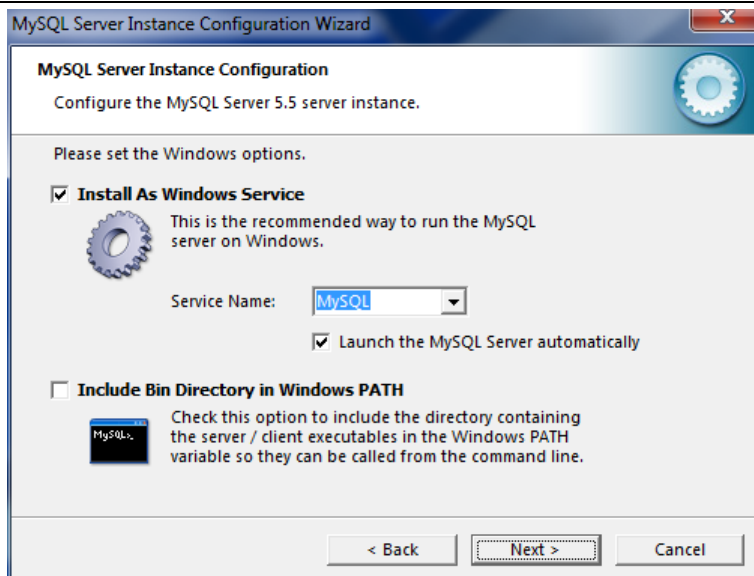 MySQL Server Instance Configuration Wizard
MySQL Server Instance Configuration
Configure the MySQL Server 5.5 server instance.
Please set the Windows options.
Install As Windows Service
This is the recommended way to run the MySQL
server on Windows.
Service Name: MySQL
Launch the MySQL Server automatically
Include Bin Directory in Windows PATH
MySQL>_
Check this option to include the directory containing
the server / client executables in the Windows PATH
variable so they can be called from the command line.
< Back Next > Cancel